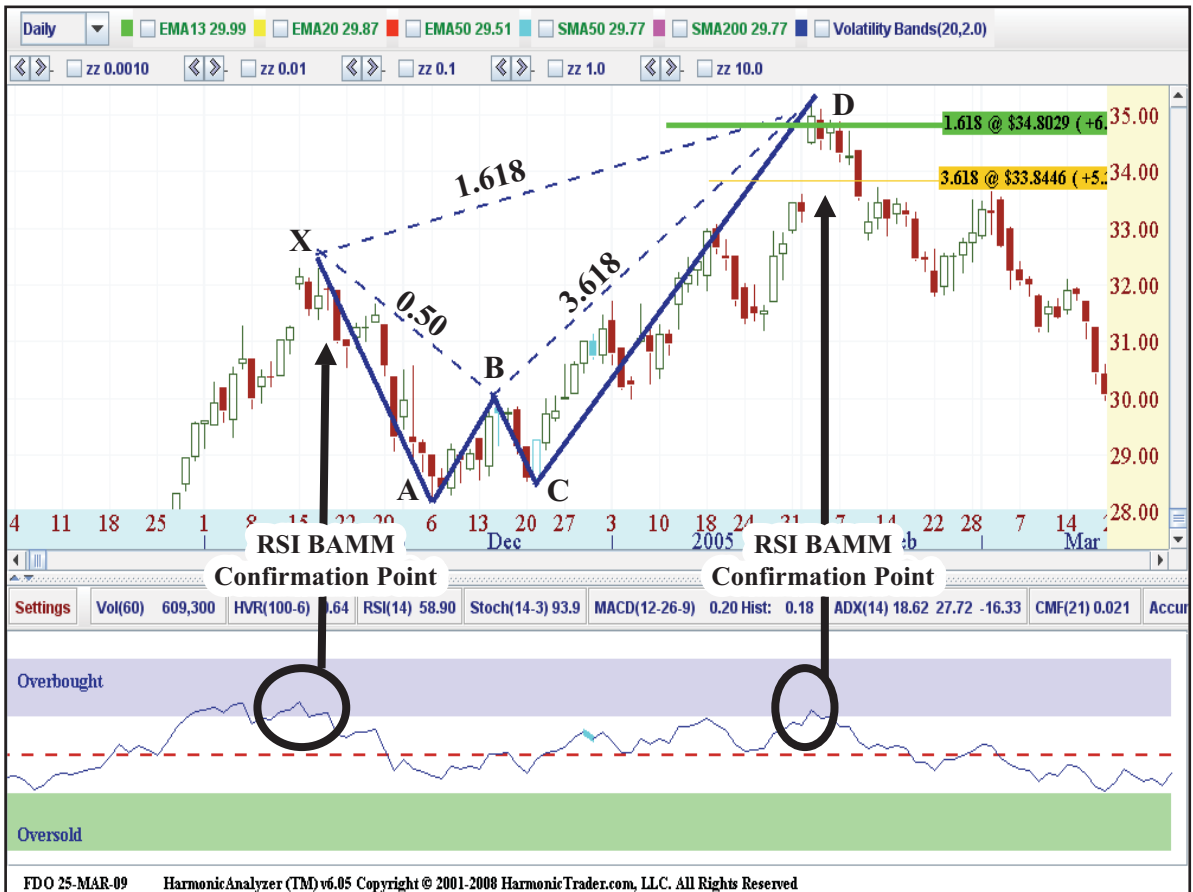 Daily EMA13 29.99 EMA20 29.87 EMA50 29.51 SMA50 29.77 SMA200 29.77 Volatility Bands(20,2.0)
zz 0.0010 zz 0.01 zz 0.1 zz 1.0 zz 10.0
D
35.00
1.618 @ $34.8029 ( +6.
34.00
3.618 @ $33.8446 ( +5.
1.618
33.00
X
3.618
0.50
32.00
31.00
B
30.00
29.00
A
C
28.00
4 11 18 25 1 8 15 22 29 6 13 20 27 3 10 18 24 31 7 14 22 28 7 14
Dec 2005 Mar
RSI BAMM
Confirmation Point
RSI BAMM
Confirmation Point
Settings Vol(60) 609,300 HVR(100-6) 0.64 RSI(14) 58.90 Stoch(14-3) 93.9 MACD(12-26-9) 0.20 Hist: 0.18 ADX(14) 18.62 27.72 -16.33 CMF(21) 0.021 Accur
Overbought
Oversold
FDO 25-MAR-09 HarmonicAnalyzer (TM) v6.05 Copyright © 2001-2008 HarmonicTrader.com, LLC. All Rights Reserved